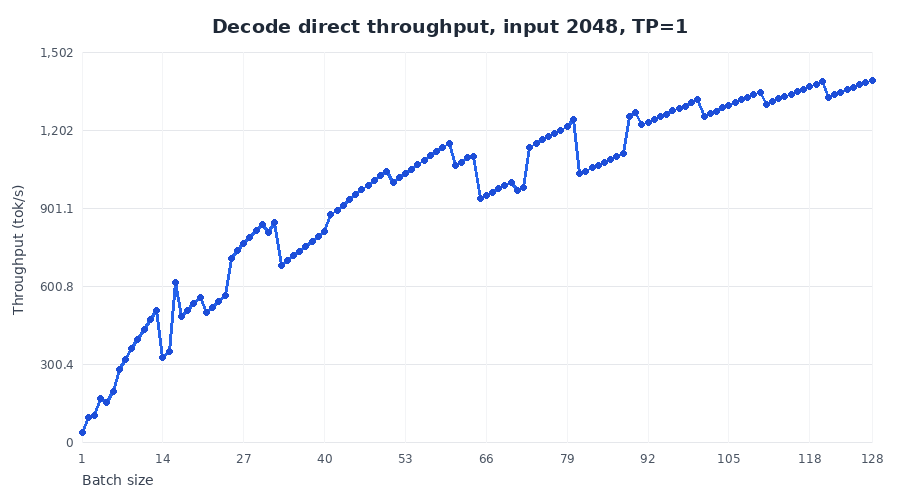 Decode direct throughput, input 2048, TP=1
Throughput (tok/s)
1,502
1,202
901.1
600.8
300.4
0
1 14 27 40 53 66 79 92 105 118 128
Batch size